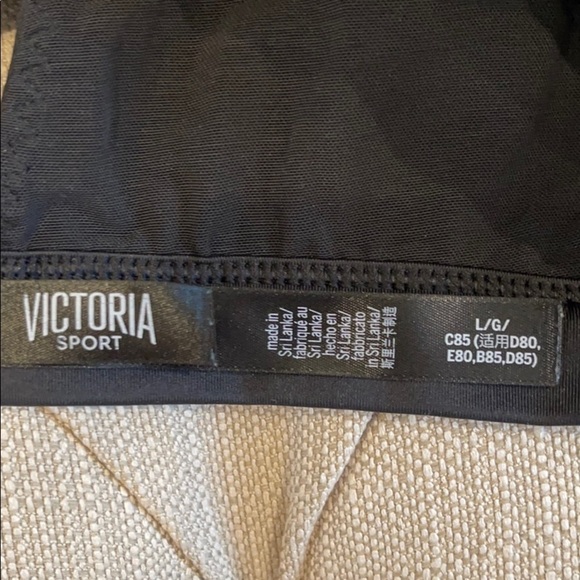 VICTORIA
SPORT
made in
Sri Lanka/
fabriqué au
Sri Lanka/
hecho en
Sri Lanka/
fabbricato
in Sri Lanka/
斯里兰卡制造
L/G/
C85 (适用D80,
E80,B85,D85)